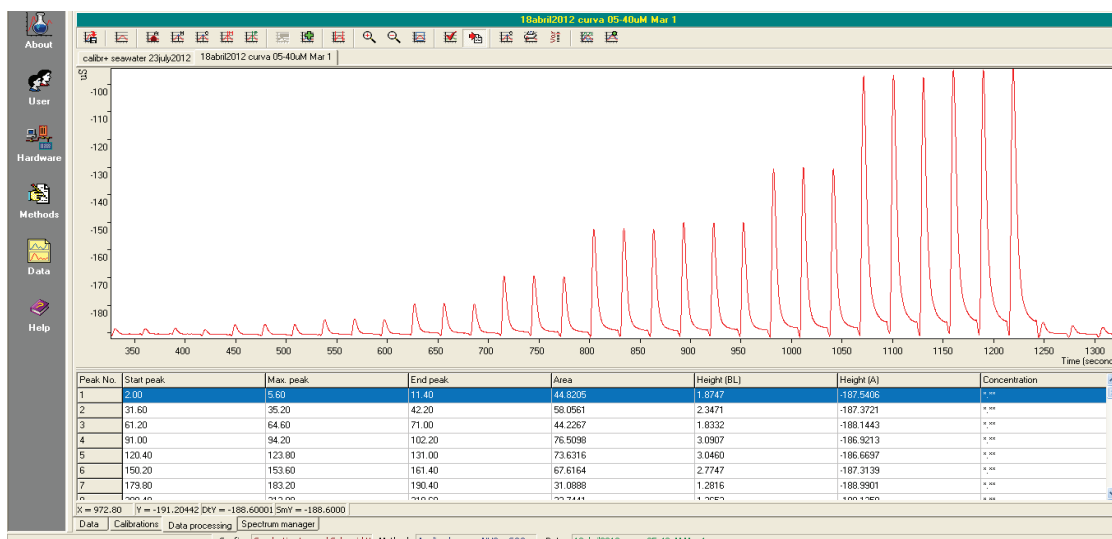 18abril2012 curva 05-40uM Mar 1
About
User
Hardware
Methods
Data
Help
calibr+ seawater 23july2012 18abril2012 curva 05-40uM Mar 1
-100
-110
-120
-130
-140
-150
-160
-170
-180
350 400 450 500 550 600 650 700 750 800 850 900 950 1000 1050 1100 1150 1200 1250 1300
Time (second
Peak No. Start peak Max. peak End peak Area Height (BL) Height (A) Concentration
1 2.00 5.60 11.40 44.8205 1.8747 -187.5406 *.**
2 31.60 35.20 42.20 58.0561 2.3471 -187.3721 *.**
3 61.20 64.60 71.00 44.2267 1.8332 -188.1443 *.**
4 91.00 94.20 102.20 76.5098 3.0907 -186.9213 *.**
5 120.40 123.80 131.00 73.6316 3.0460 -186.6697 *.**
6 150.20 153.60 161.40 67.6164 2.7747 -187.3139 *.**
7 179.80 183.20 190.40 31.0888 1.2816 -188.9901 *.**
X = 972.80 Y = -191.20442 DtY = -188.60001 SmY = -188.6000
Data Calibrations Data processing Spectrum manager